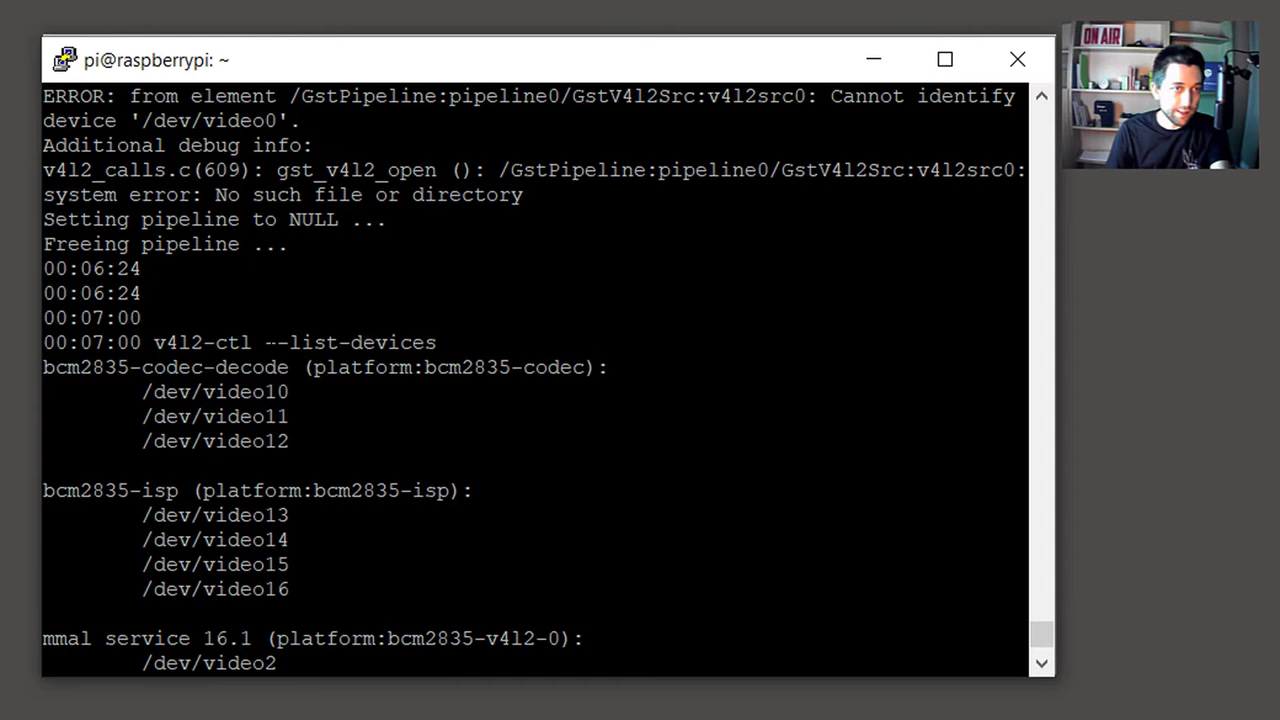 pi@raspberrypi: ~
ON AIR
ERROR: from element /GstPipeline:pipeline0/GstV4l2Src:v4l2src0: Cannot identify
device '/dev/video0'.
Additional debug info:
v4l2_calls.c(609): gst_v4l2_open (): /GstPipeline:pipeline0/GstV4l2Src:v4l2src0:
system error: No such file or directory
Setting pipeline to NULL ...
Freeing pipeline ...
00:06:24
00:06:24
00:07:00
00:07:00 v4l2-ctl --list-devices
bcm2835-codec-decode (platform:bcm2835-codec):
/dev/video10
/dev/video11
/dev/video12
bcm2835-isp (platform:bcm2835-isp):
/dev/video13
/dev/video14
/dev/video15
/dev/video16
mmal service 16.1 (platform:bcm2835-v4l2-0):
/dev/video2